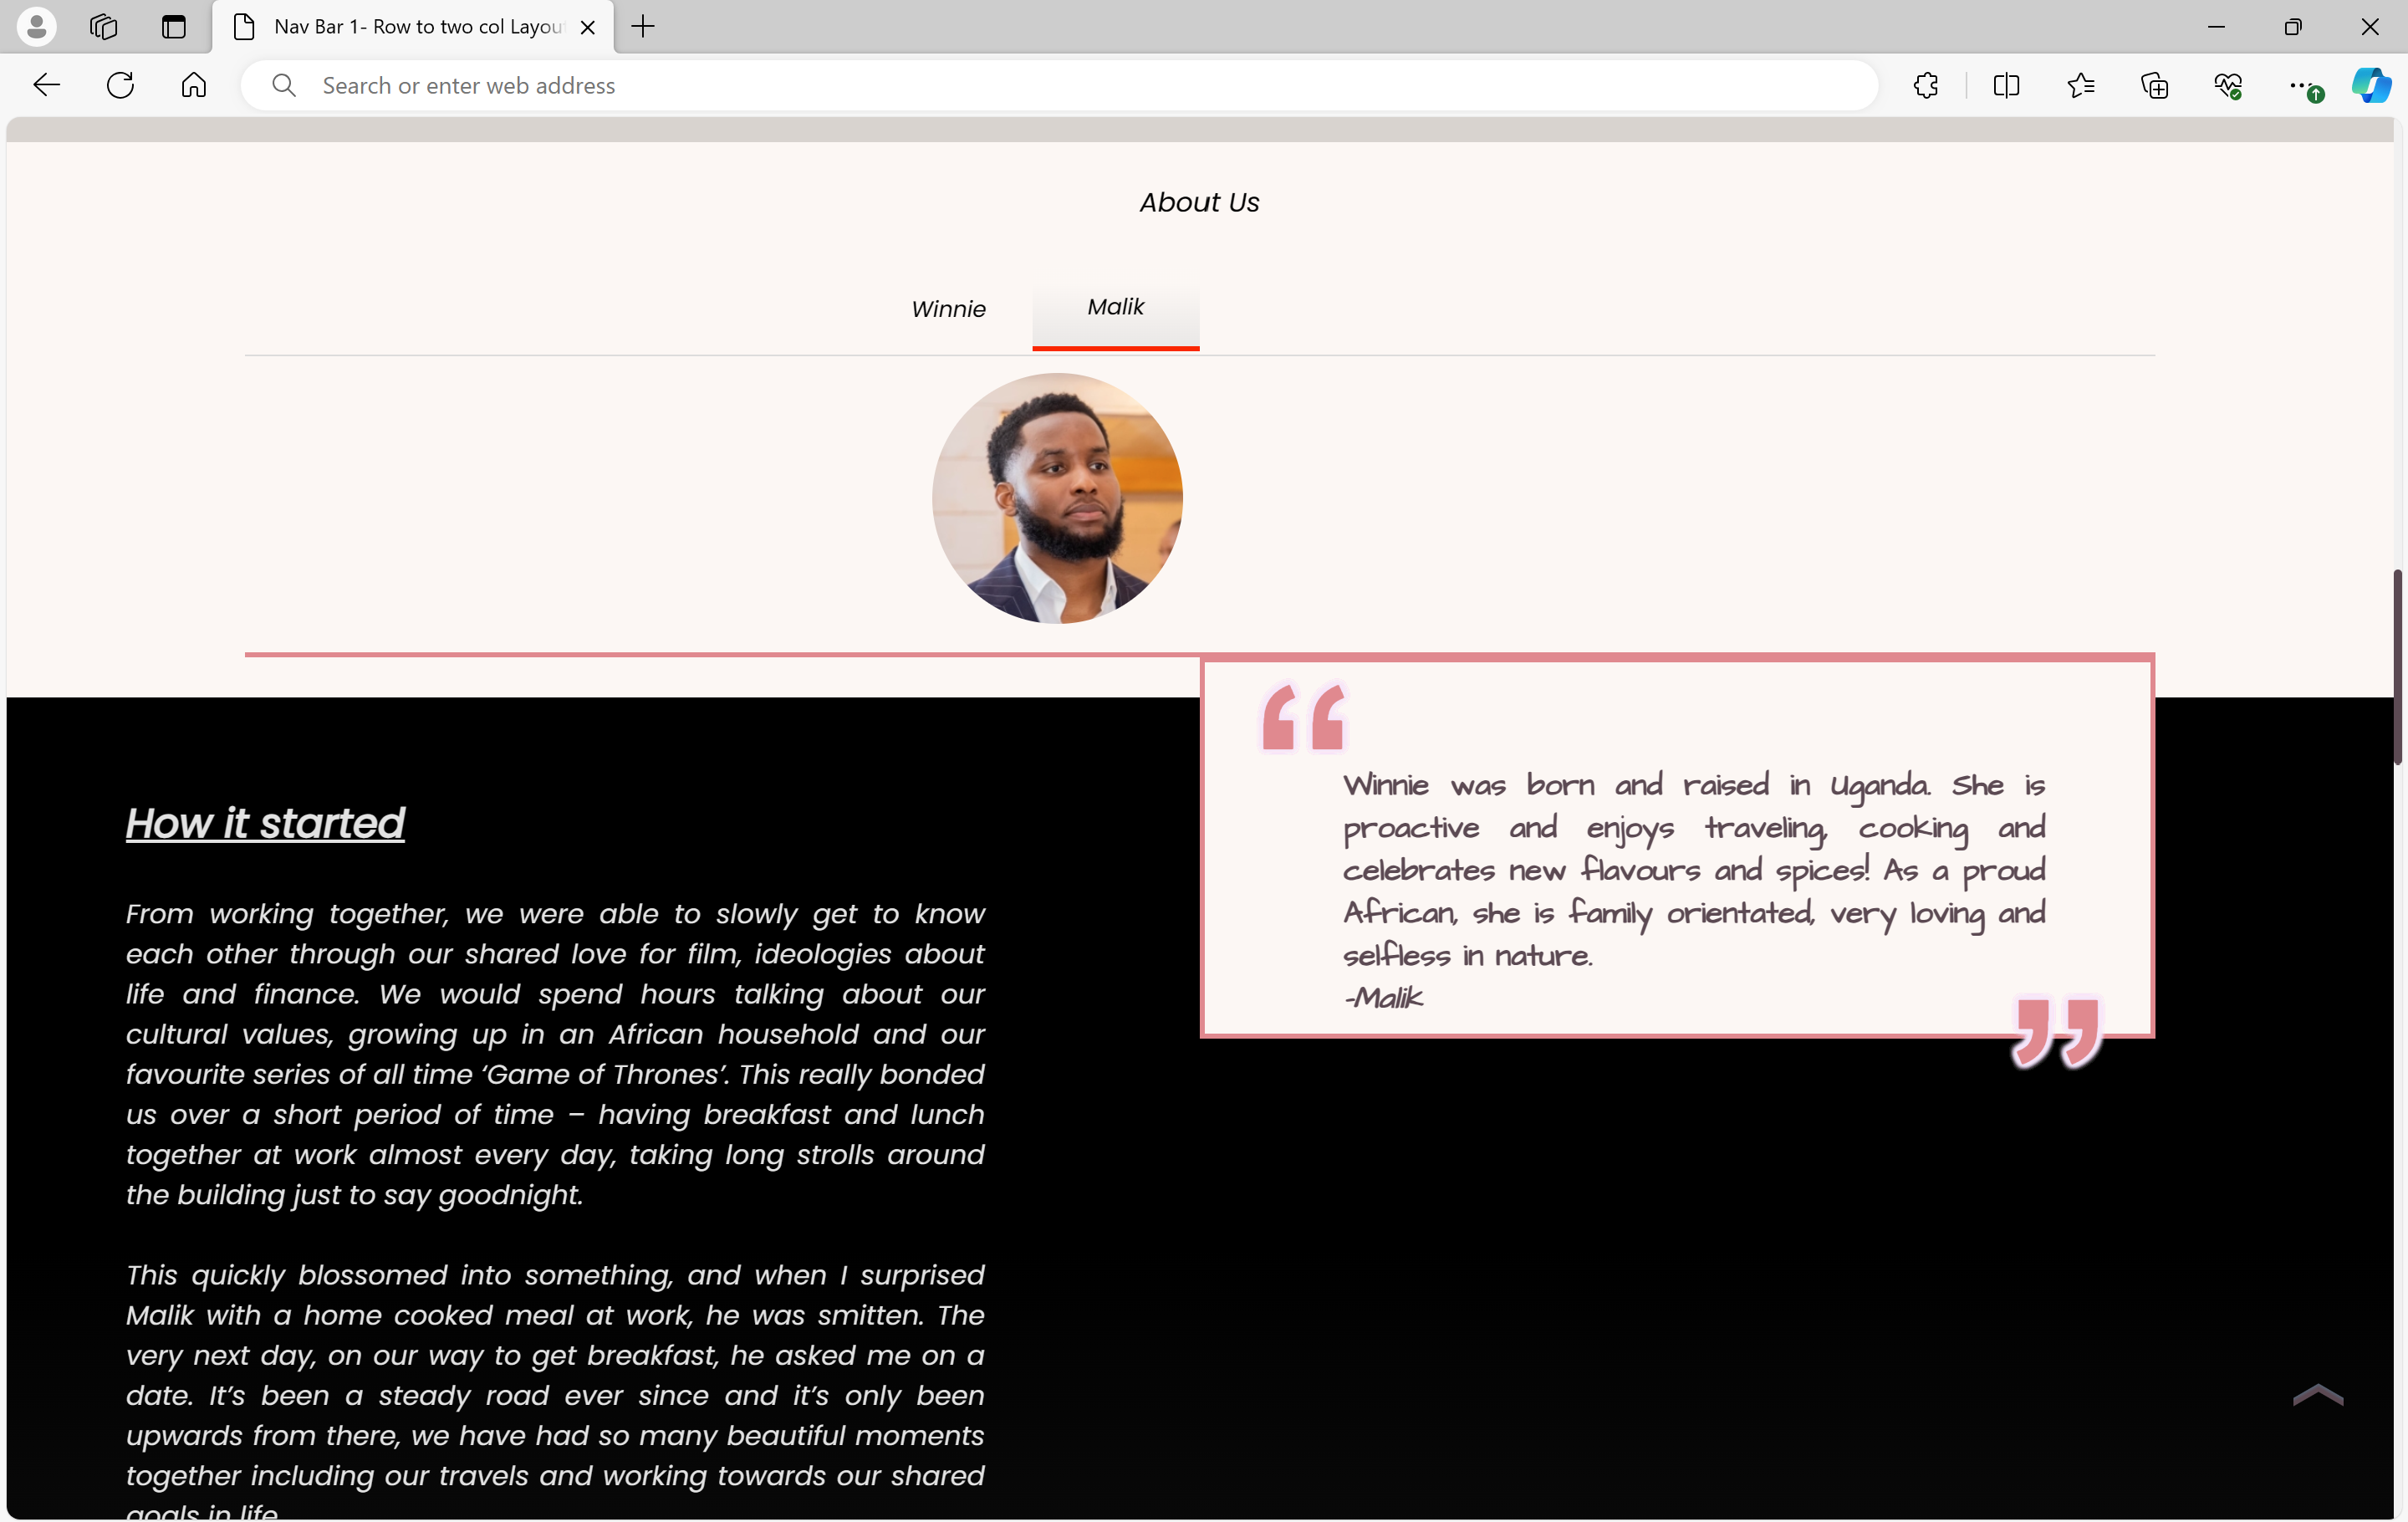 Nav Bar 1- Row to two col Layou
Search or enter web address
About Us
Winnie
Malik
“
Winnie was born and raised in Uganda. She is
proactive and enjoys traveling, cooking and
celebrates new flavours and spices! As a proud
African, she is family orientated, very loving and
selfless in nature.
-Malik
”
How it started
From working together, we were able to slowly get to know
each other through our shared love for film, ideologies about
life and finance. We would spend hours talking about our
cultural values, growing up in an African household and our
favourite series of all time ‘Game of Thrones’. This really bonded
us over a short period of time – having breakfast and lunch
together at work almost every day, taking long strolls around
the building just to say goodnight.
This quickly blossomed into something, and when I surprised
Malik with a home cooked meal at work, he was smitten. The
very next day, on our way to get breakfast, he asked me on a
date. It’s been a steady road ever since and it’s only been
upwards from there, we have had so many beautiful moments
together including our travels and working towards our shared
goals in life